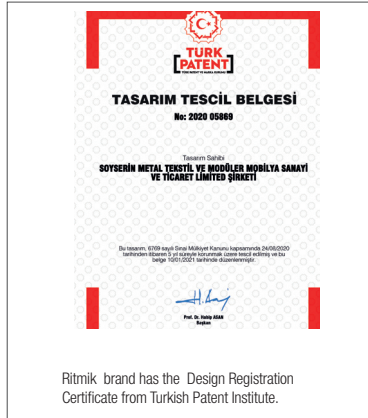 TURK
PATENT
TÜRK PATENT VE MARKA KURUMU
TASARIM TESCİL BELGESİ
No: 2020 05869
Tasarım Sahibi
SOYSERİN METAL TEKSTİL VE MODÜLER MOBİLYA SANAYİ
VE TİCARET LİMİTED ŞİRKETİ
Bu tasarım, 6769 sayılı Sınai Mülkiyet Kanunu kapsamında 24/08/2020
tarihinden itibaren 5 yıl süreyle korunmak üzere tescil edilmiş ve bu
belge 10/01/2021 tarihinde düzenlenmiştir.
Prof. Dr. Habip ASAN
Başkan
Ritmik brand has the Design Registration
Certificate from Turkish Patent Institute.